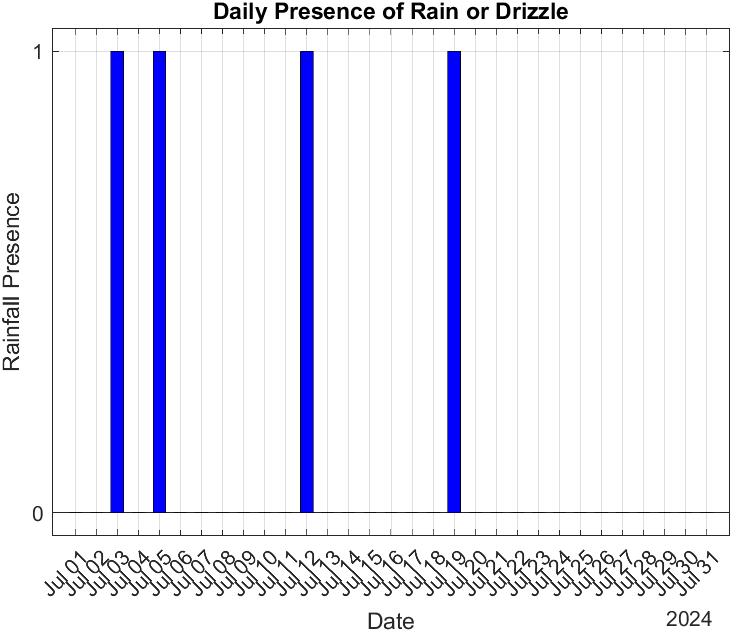 Daily Presence of Rain or Drizzle
1
Rainfall Presence
0
Jul 01
Jul 02
Jul 03
Jul 04
Jul 05
Jul 06
Jul 07
Jul 08
Jul 09
Jul 10
Jul 11
Jul 12
Jul 13
Jul 14
Jul 15
Jul 16
Jul 17
Jul 18
Jul 19
Jul 20
Jul 21
Jul 22
Jul 23
Jul 24
Jul 25
Jul 26
Jul 27
Jul 28
Jul 29
Jul 30
Jul 31
Date
2024